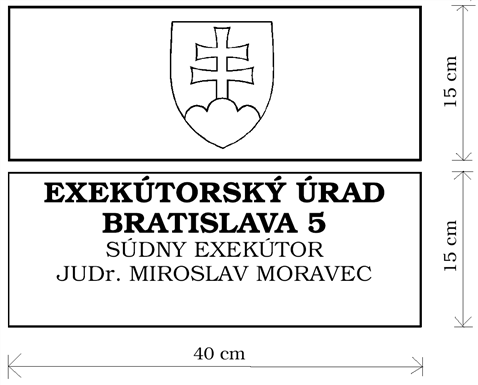 15 cm
EXEKÚTORSKÝ ÚRAD
BRATISLAVA 5
SÚDNY EXEKÚTOR
JUDr. MIROSLAV MORAVEC
15 cm
40 cm